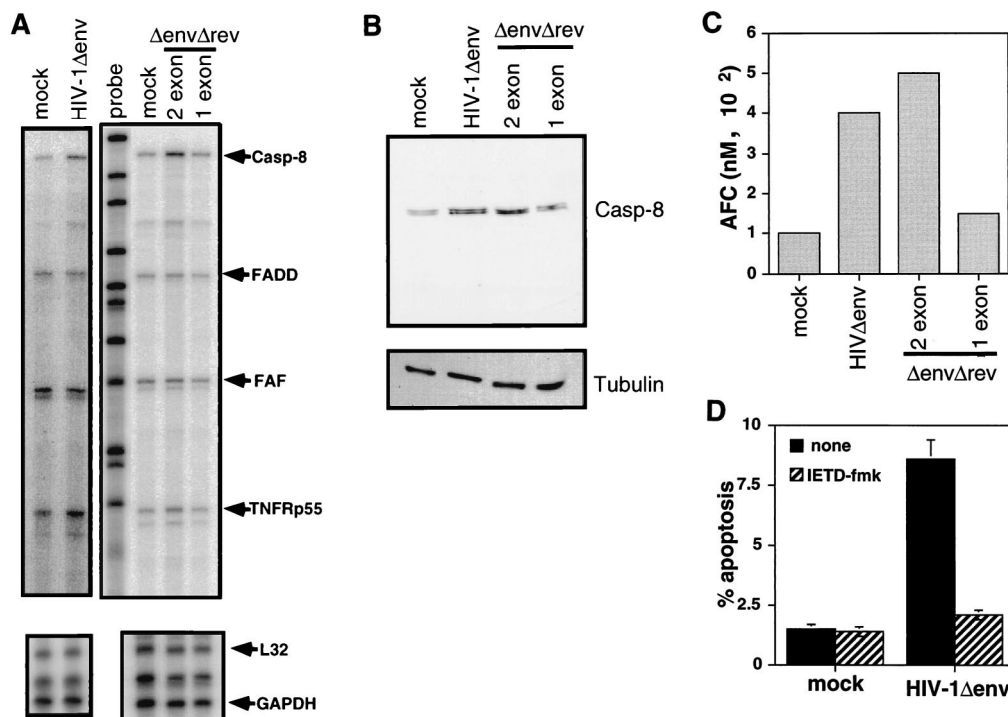 A
mock
HIV-1Δenv
probe
ΔenvΔrev
mock
2 exon
1 exon
Casp-8
FADD
FAF
TNFRp55
L32
GAPDH
B
mock
HIV-1Δenv
ΔenvΔrev
2 exon
1 exon
Casp-8
Tubulin
C
AFC (nM, 10 2)
6
5
4
3
2
1
0
mock
HIVΔenv
2 exon
1 exon
ΔenvΔrev
D
% apoptosis
10
7.5
5
2.5
0
none
IETD-fmk
mock
HIV-1Δenv